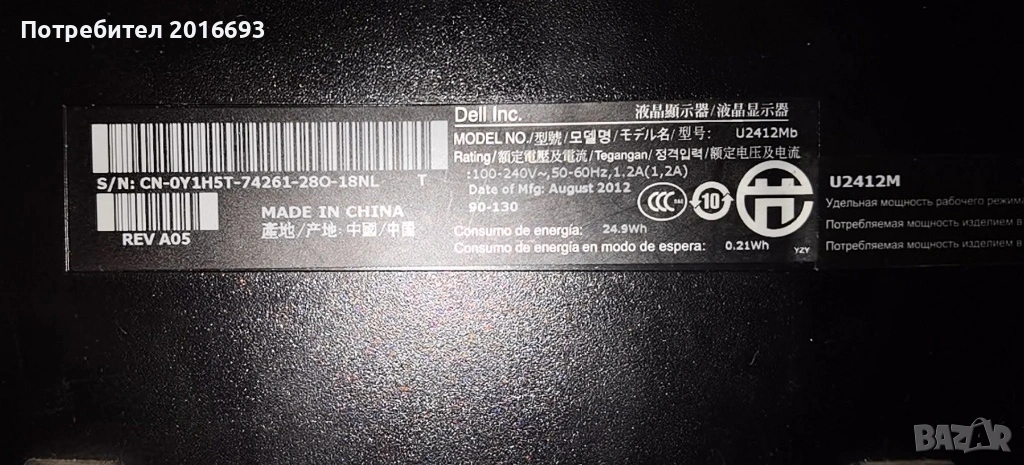 Потребител 2016693
Dell Inc. 液晶顯示器/液晶显示器
MODEL NO./型號/모델명/モデル名/型号: U2412Mb
Rating/額定電壓及電流/Tegangan/정격입력/额定电压及电流
:100-240V~,50-60Hz,1.2A(1,2A)
Date of Mfg: August 2012
90-130
S/N: CN-0Y1H5T-74261-28O-18NL T
REV A05
MADE IN CHINA
產地/产地: 中國/中国
Consumo de energía: 24.9Wh
Consumo de energía en modo de espera: 0.21Wh
CCC
10
YZY
U2412M
Удельная мощность рабочего режима
Потребляемая мощность изделием в
Потребляемая мощность изделием в
BAZAR